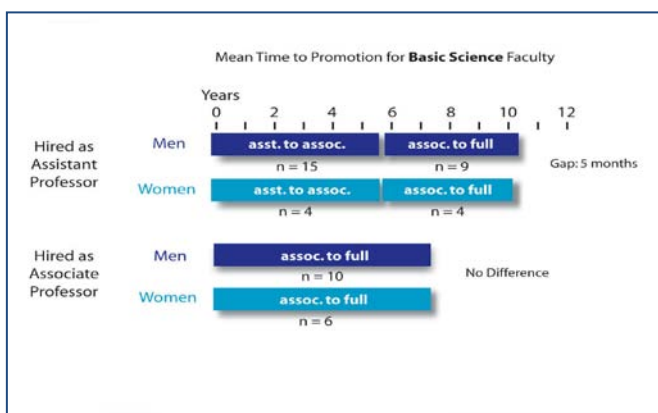 Mean Time to Promotion for Basic Science Faculty
Years
0 2 4 6 8 10 12
Hired as
Assistant
Professor
Men
asst. to assoc.
assoc. to full
n = 15
n = 9
Gap: 5 months
Women
asst. to assoc.
assoc. to full
n = 4
n = 4
Hired as
Associate
Professor
Men
assoc. to full
n = 10
No Difference
Women
assoc. to full
n = 6